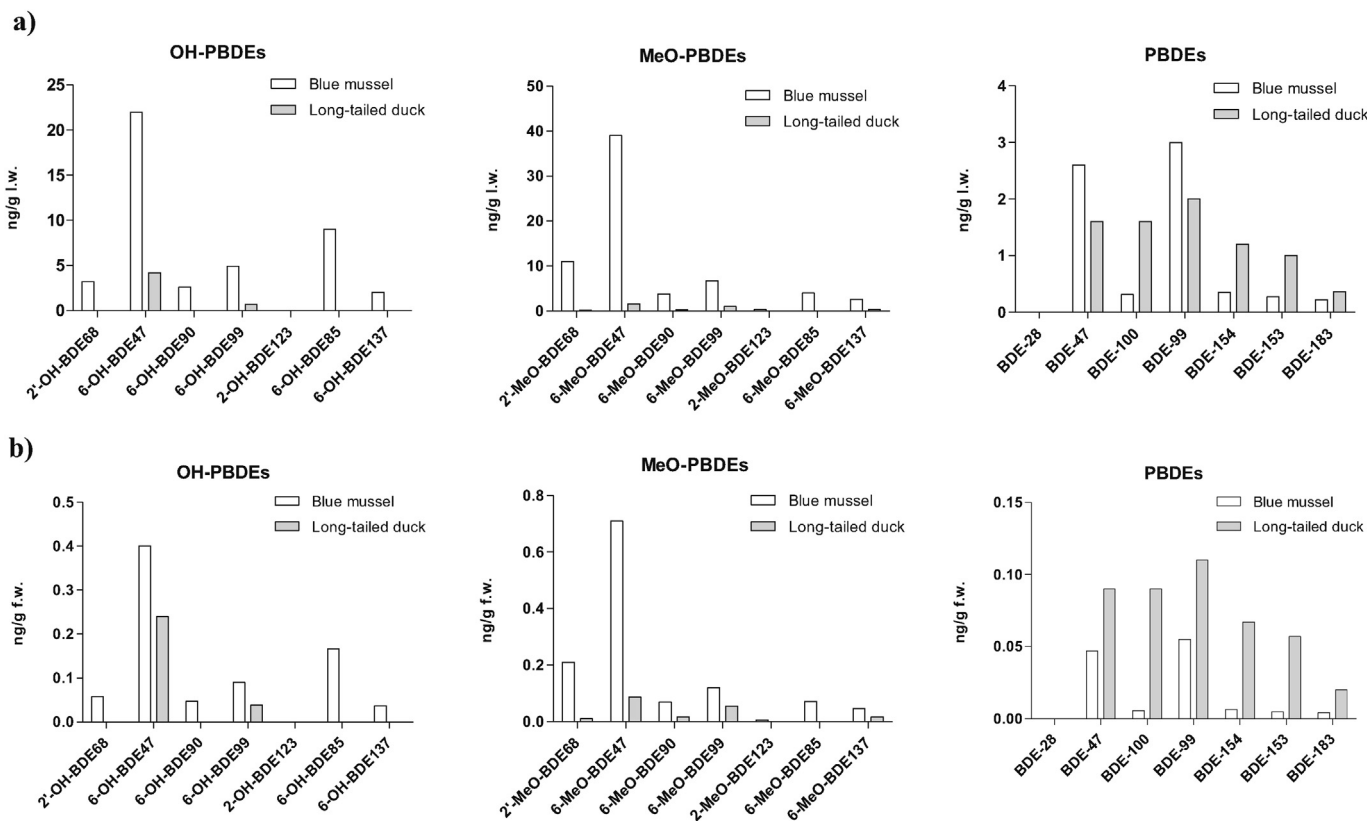 a)
OH-PBDEs
Blue mussel
Long-tailed duck
ng/g l.w.
25
20
15
10
5
0
2'-OH-BDE68
6-OH-BDE47
6-OH-BDE90
6-OH-BDE99
2-OH-BDE123
6-OH-BDE85
6-OH-BDE137
MeO-PBDEs
Blue mussel
Long-tailed duck
ng/g l.w.
50
40
30
20
10
0
2'-MeO-BDE68
6-MeO-BDE47
6-MeO-BDE90
6-MeO-BDE99
2-MeO-BDE123
6-MeO-BDE85
6-MeO-BDE137
PBDEs
Blue mussel
Long-tailed duck
ng/g l.w.
4
3
2
1
0
BDE-28
BDE-47
BDE-100
BDE-99
BDE-154
BDE-153
BDE-183
b)
OH-PBDEs
Blue mussel
Long-tailed duck
ng/g f.w.
0.5
0.4
0.3
0.2
0.1
0.0
2'-OH-BDE68
6-OH-BDE47
6-OH-BDE90
6-OH-BDE99
2-OH-BDE123
6-OH-BDE85
6-OH-BDE137
MeO-PBDEs
Blue mussel
Long-tailed duck
ng/g f.w.
0.8
0.6
0.4
0.2
0.0
2'-MeO-BDE68
6-MeO-BDE47
6-MeO-BDE90
6-MeO-BDE99
2-MeO-BDE123
6-MeO-BDE85
6-MeO-BDE137
PBDEs
Blue mussel
Long-tailed duck
ng/g f.w.
0.15
0.10
0.05
0.00
BDE-28
BDE-47
BDE-100
BDE-99
BDE-154
BDE-153
BDE-183